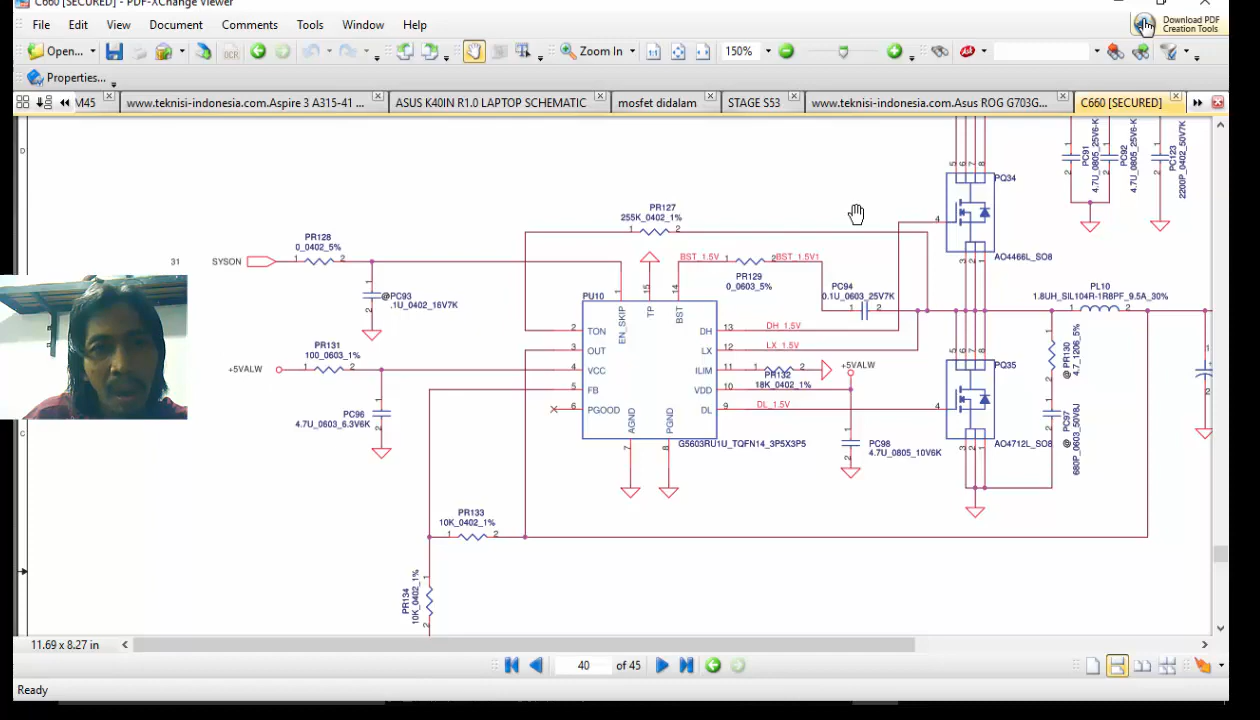 C660 [SECURED] - PDF-XChange Viewer
File Edit View Document Comments Tools Window Help
Download PDF
Creation Tools
Open...
OCR
Zoom In
150%
Properties...
M45
www.teknisi-indonesia.com.Aspire 3 A315-41 ...
ASUS K40IN R1.0 LAPTOP SCHEMATIC
mosfet didalam
STAGE S53
www.teknisi-indonesia.com.Asus ROG G703G...
C660 [SECURED]
D
PC91
4.7U_0805_25V6-K
PC92
4.7U_0805_25V6-K
PC123
2200P_0402_50V7K
PQ34
AO4466L_SO8
PR127
255K_0402_1%
PR128
0_0402_5%
31 SYSON
@PC93
.1U_0402_16V7K
BST_1.5V
BST_1.5V1
PR129
0_0603_5%
PC94
0.1U_0603_25V7K
PL10
1.8UH_SIL104R-1R8PF_9.5A_30%
PU10
EN_SKIP
TP
BST
TON
OUT
VCC
FB
PGOOD
AGND
PGND
DH
LX
ILIM
VDD
DL
DH_1.5V
LX_1.5V
DL_1.5V
PR131
100_0603_1%
+5VALW
PC96
4.7U_0603_6.3V6K
PR132
18K_0402_1%
+5VALW
PC98
4.7U_0805_10V6K
G5603RU1U_TQFN14_3P5X3P5
PQ35
AO4712L_SO8
@ PR130
4.7_1206_5%
@ PC97
680P_0603_50V8J
C
PR133
10K_0402_1%
PR134
10K_0402_1%
11.69 x 8.27 in
40 of 45
Ready